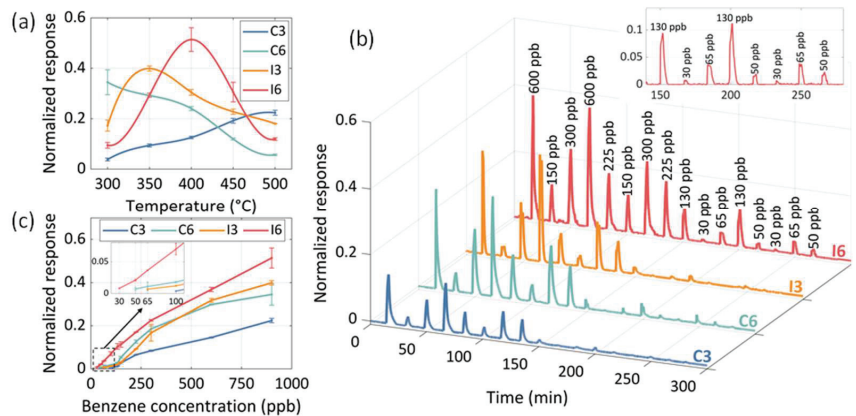 (a)
Normalized response
0.6
0.4
0.2
0
C3
C6
I3
I6
300 350 400 450 500
Temperature (°C)
(b)
Normalized response
0.6
0.4
0.2
0
600 ppb
150 ppb
300 ppb
600 ppb
225 ppb
150 ppb
300 ppb
225 ppb
130 ppb
30 ppb
65 ppb
130 ppb
50 ppb
30 ppb
65 ppb
50 ppb
I6
I3
C6
C3
0 50 100 150 200 250 300
Time (min)
0.1
0.05
0
130 ppb
30 ppb
65 ppb
130 ppb
50 ppb
30 ppb
65 ppb
50 ppb
150 200 250
(c)
Normalized response
0.6
0.4
0.2
0
C3 C6 I3 I6
0.05
0
30 50 65 100
0 250 500 750 1000
Benzene concentration (ppb)